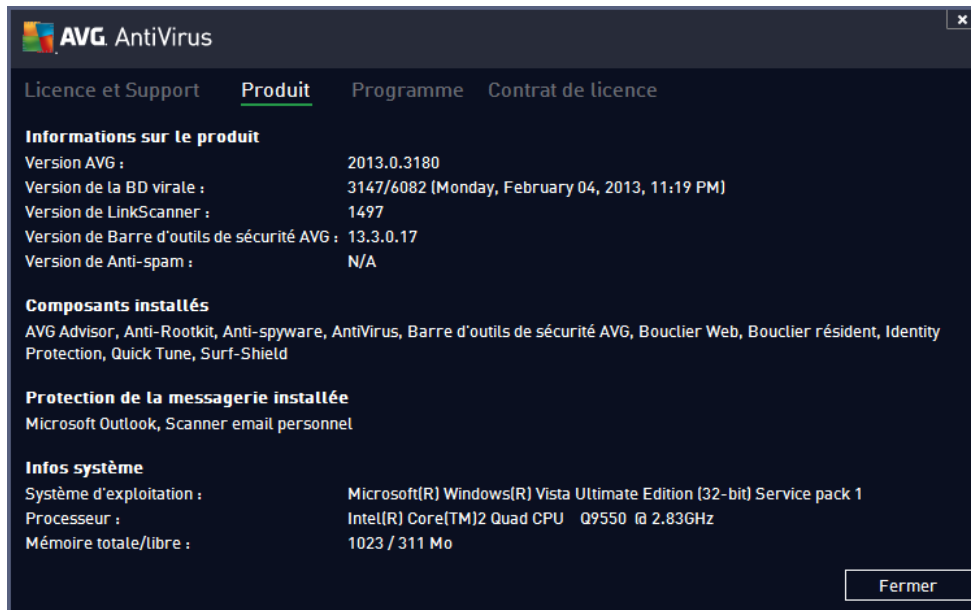 AVG AntiVirus
Licence et Support Produit Programme Contrat de licence
Informations sur le produit
Version AVG : 2013.0.3180
Version de la BD virale : 3147/6082 (Monday, February 04, 2013, 11:19 PM)
Version de LinkScanner : 1497
Version de Barre d'outils de sécurité AVG : 13.3.0.17
Version de Anti-spam : N/A
Composants installés
AVG Advisor, Anti-Rootkit, Anti-spyware, AntiVirus, Barre d'outils de sécurité AVG, Bouclier Web, Bouclier résident, Identity
Protection, Quick Tune, Surf-Shield
Protection de la messagerie installée
Microsoft Outlook, Scanner email personnel
Infos système
Système d'exploitation : Microsoft(R) Windows(R) Vista Ultimate Edition (32-bit) Service pack 1
Processeur : Intel(R) Core(TM)2 Quad CPU Q9550 @ 2.83GHz
Mémoire totale/libre : 1023 / 311 Mo
Fermer